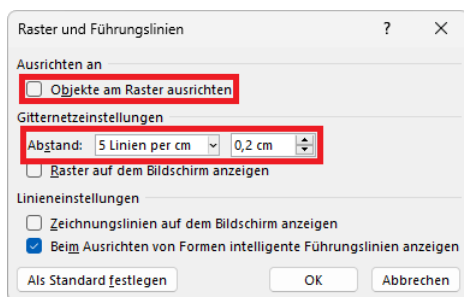 Raster und Führungslinien ? ×
Ausrichten an
Objekte am Raster ausrichten
Gitternetzeinstellungen
Abstand: 5 Linien per cm 0,2 cm
Raster auf dem Bildschirm anzeigen
Linieneinstellungen
Zeichnungslinien auf dem Bildschirm anzeigen
Beim Ausrichten von Formen intelligente Führungslinien anzeigen
Als Standard festlegen OK Abbrechen